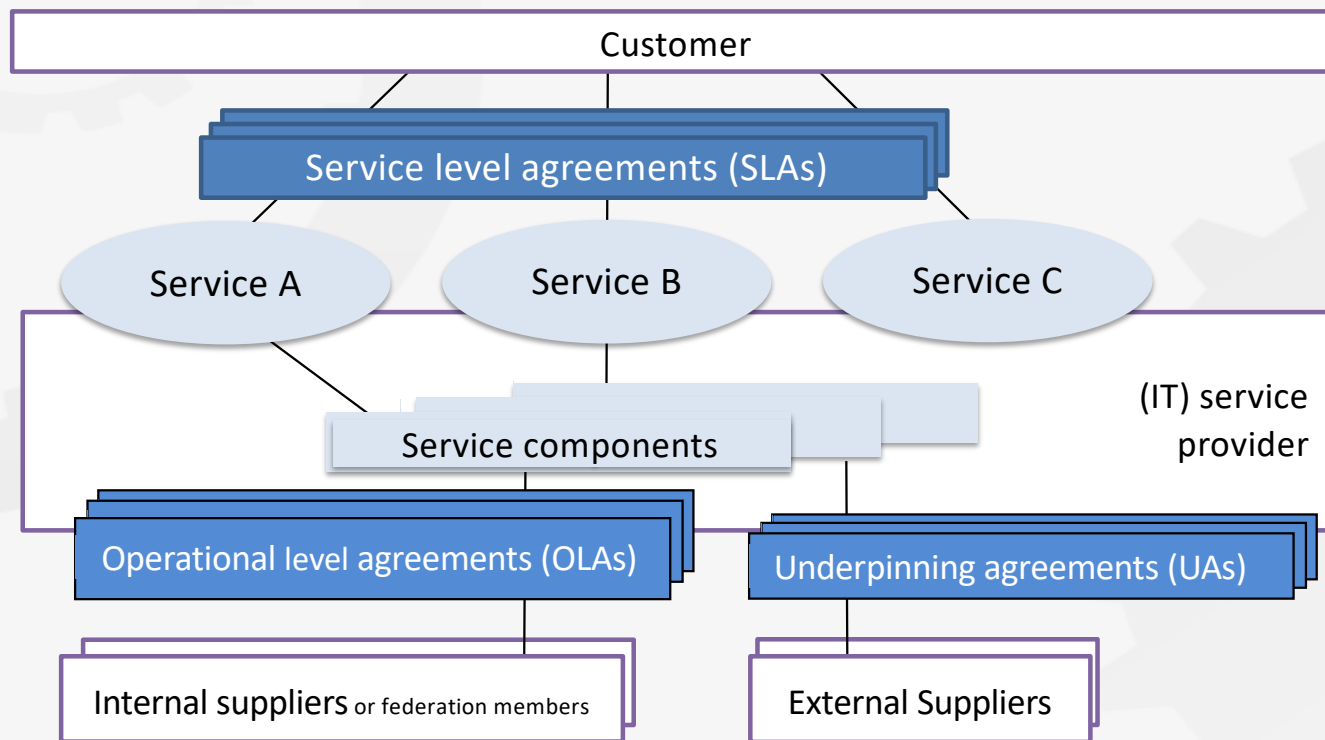 Customer
Service level agreements (SLAs)
Service A
Service B
Service C
(IT) service
provider
Service components
Operational level agreements (OLAs)
Underpinning agreements (UAs)
Internal suppliers or federation members
External Suppliers